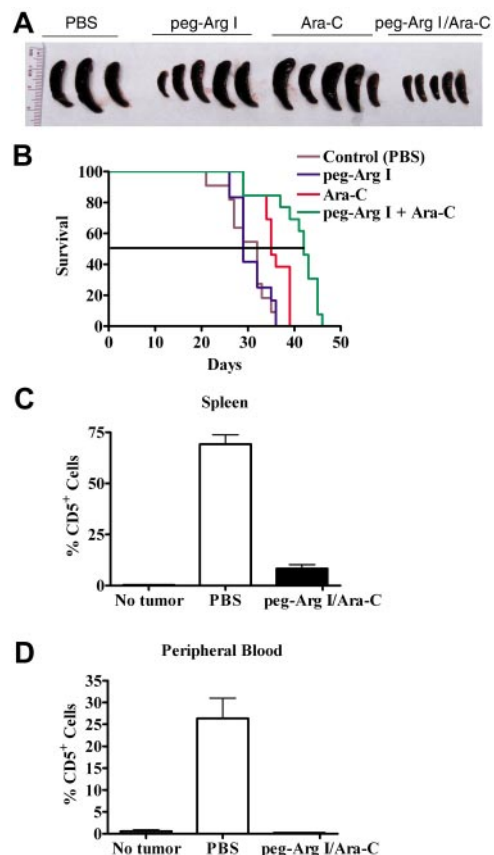 A
PBS peg-Arg I Ara-C peg-Arg I/Ara-C
B
Control (PBS)
peg-Arg I
Ara-C
peg-Arg I + Ara-C
Survival
100
80
60
40
20
0
0 10 20 30 40 50
Days
C
Spleen
% CD5+ Cells
75
50
25
0
No tumor PBS peg-Arg I/Ara-C
D
Peripheral Blood
% CD5+ Cells
35
30
25
20
15
10
5
0
No tumor PBS peg-Arg I/Ara-C